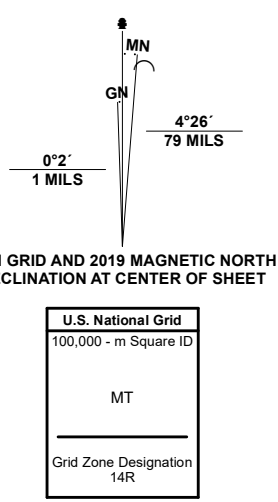 MN
GN
4°26´
79 MILS
0°2´
1 MILS
GRID AND 2019 MAGNETIC NORTH
CLINATION AT CENTER OF SHEET
U.S. National Grid
100,000 - m Square ID
MT
Grid Zone Designation
14R